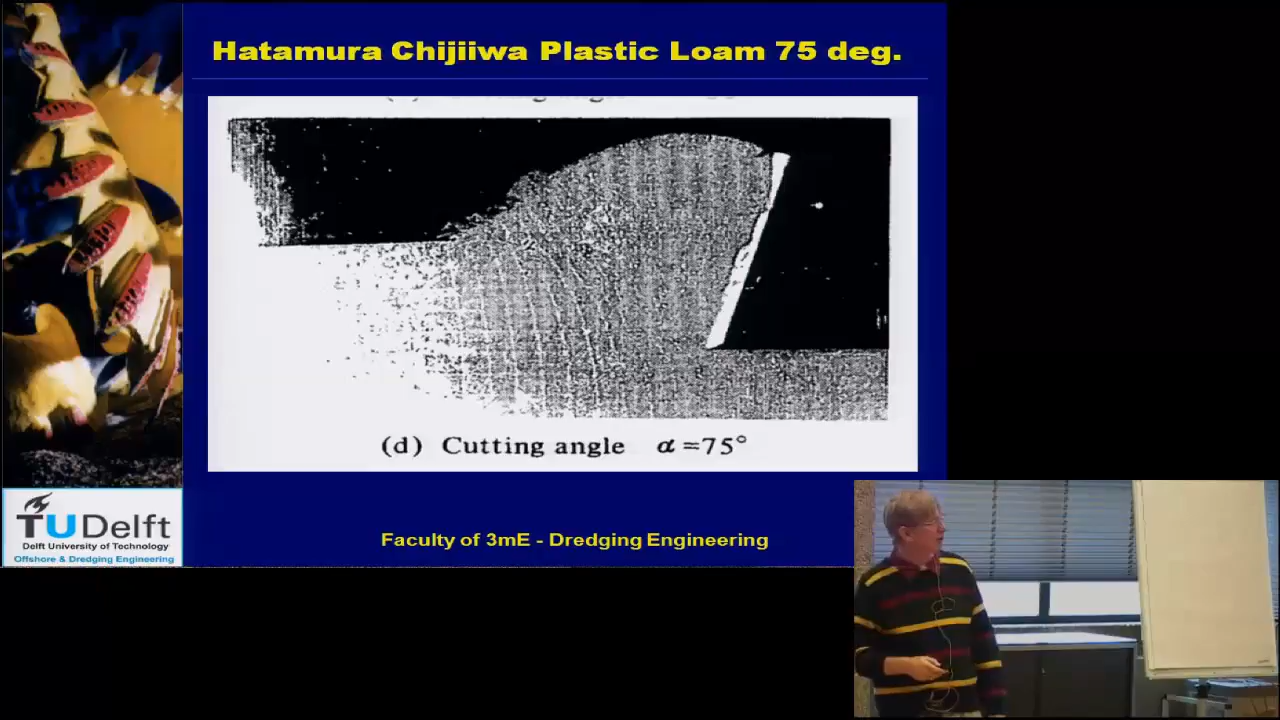 Hatamura Chijiiwa Plastic Loam 75 deg.
(d) Cutting angle α =75°
TU Delft
Delft University of Technology
Offshore & Dredging Engineering
Faculty of 3mE - Dredging Engineering